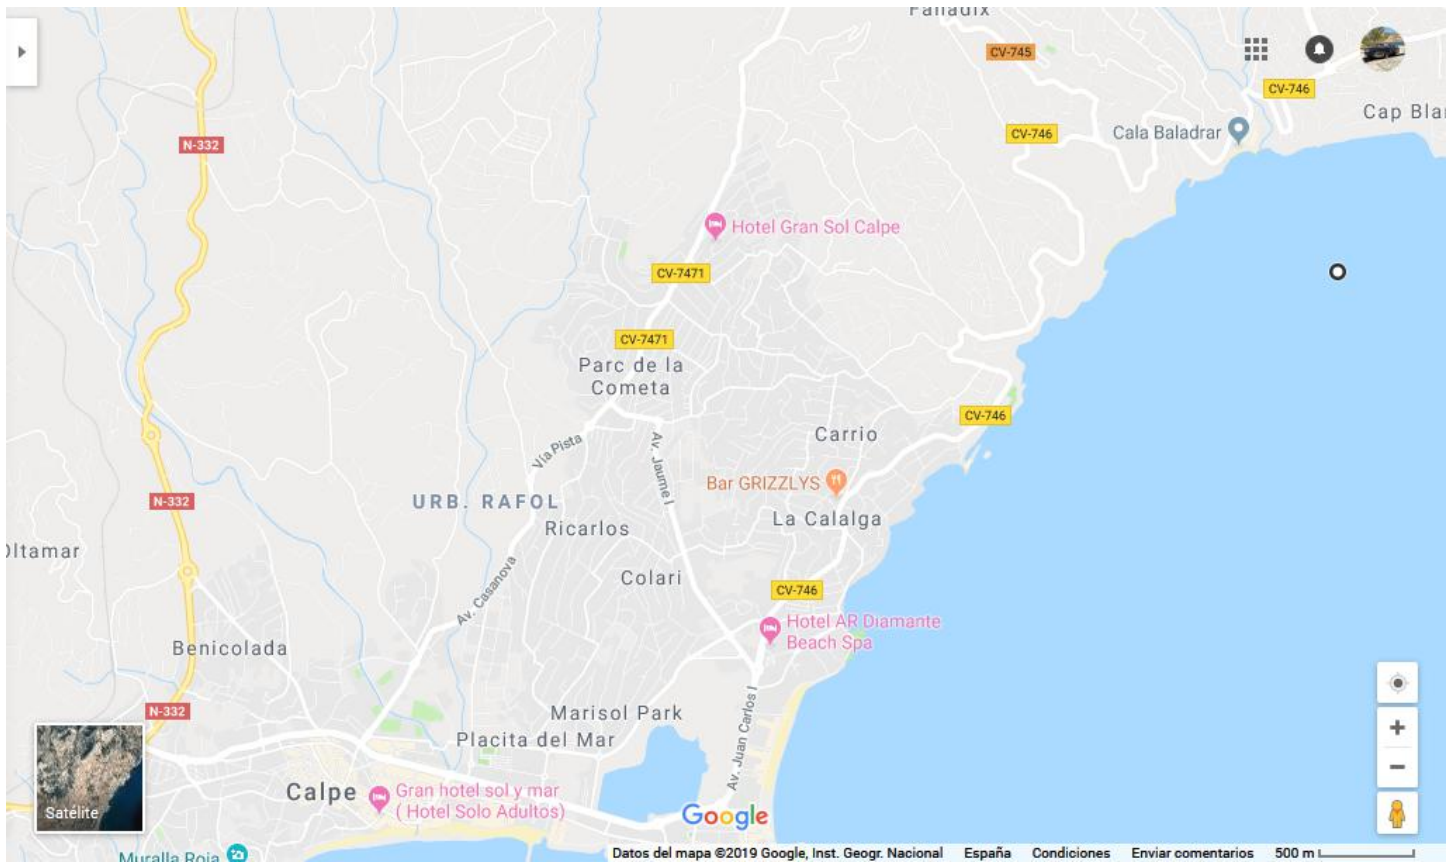 Fanadix
CV-745
CV-746
Cap Blan
N-332
CV-746
Cala Baladrar
Hotel Gran Sol Calpe
CV-7471
CV-7471
Parc de la
Cometa
CV-746
Carrio
Vía Pista
Av. Jaume I
Bar GRIZZLYS
N-332
URB. RAFOL
La Calalga
Ricarlos
Oltamar
Colari
CV-746
Av. Casanova
Hotel AR Diamante
Beach Spa
Benicolada
N-332
Marisol Park
Placita del Mar
Av. Juan Carlos I
Calpe
Gran hotel sol y mar
( Hotel Solo Adultos)
Satélite
Google
Muralla Roja
Datos del mapa ©2019 Google, Inst. Geogr. Nacional España Condiciones Enviar comentarios 500 m